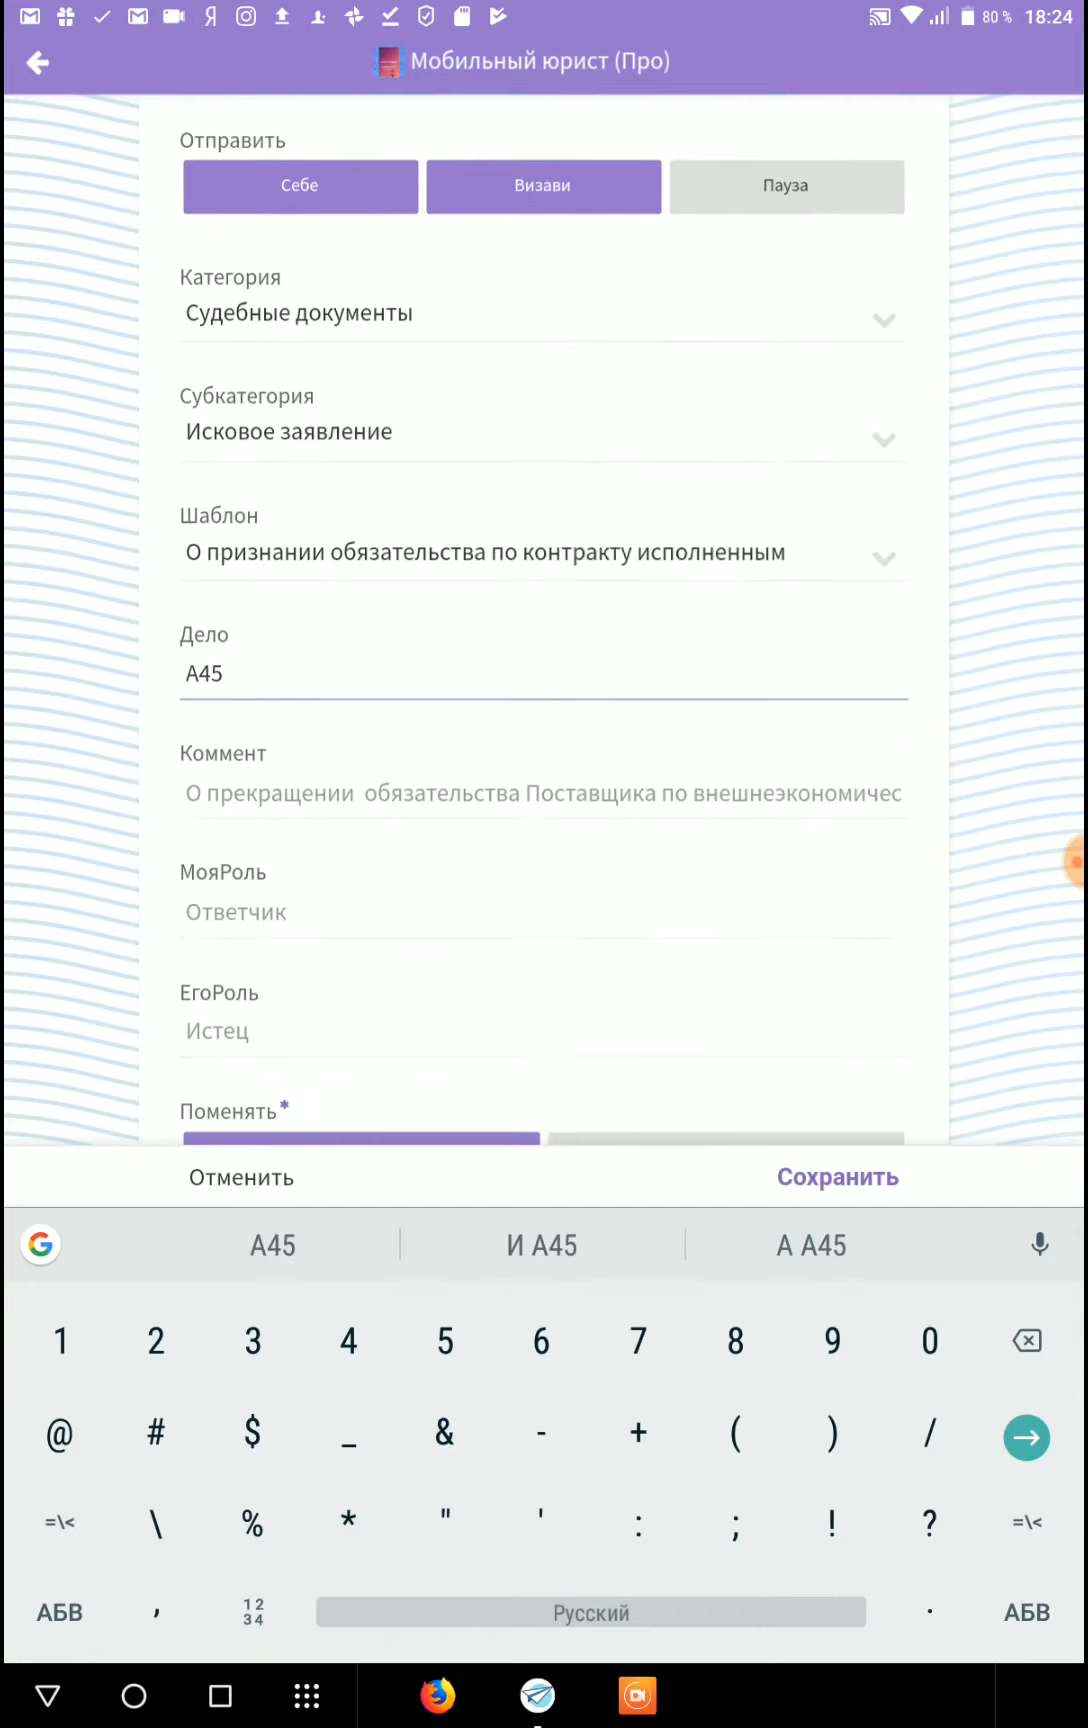 80 % 18:24
Мобильный юрист (Про)
Отправить
Себе Визави Пауза
Категория
Судебные документы
Субкатегория
Исковое заявление
Шаблон
О признании обязательства по контракту исполненным
Дело
А45
Коммент
О прекращении обязательства Поставщика по внешнеэкономичес
МояРоль
Ответчик
ЕгоРоль
Истец
Поменять*
Отменить Сохранить
А45 И А45 А А45
1 2 3 4 5 6 7 8 9 0
@ # $ _ & - + ( ) /
=\< \ % * " ' : ; ! ? =\<
АБВ , 12 34 Русский . АБВ